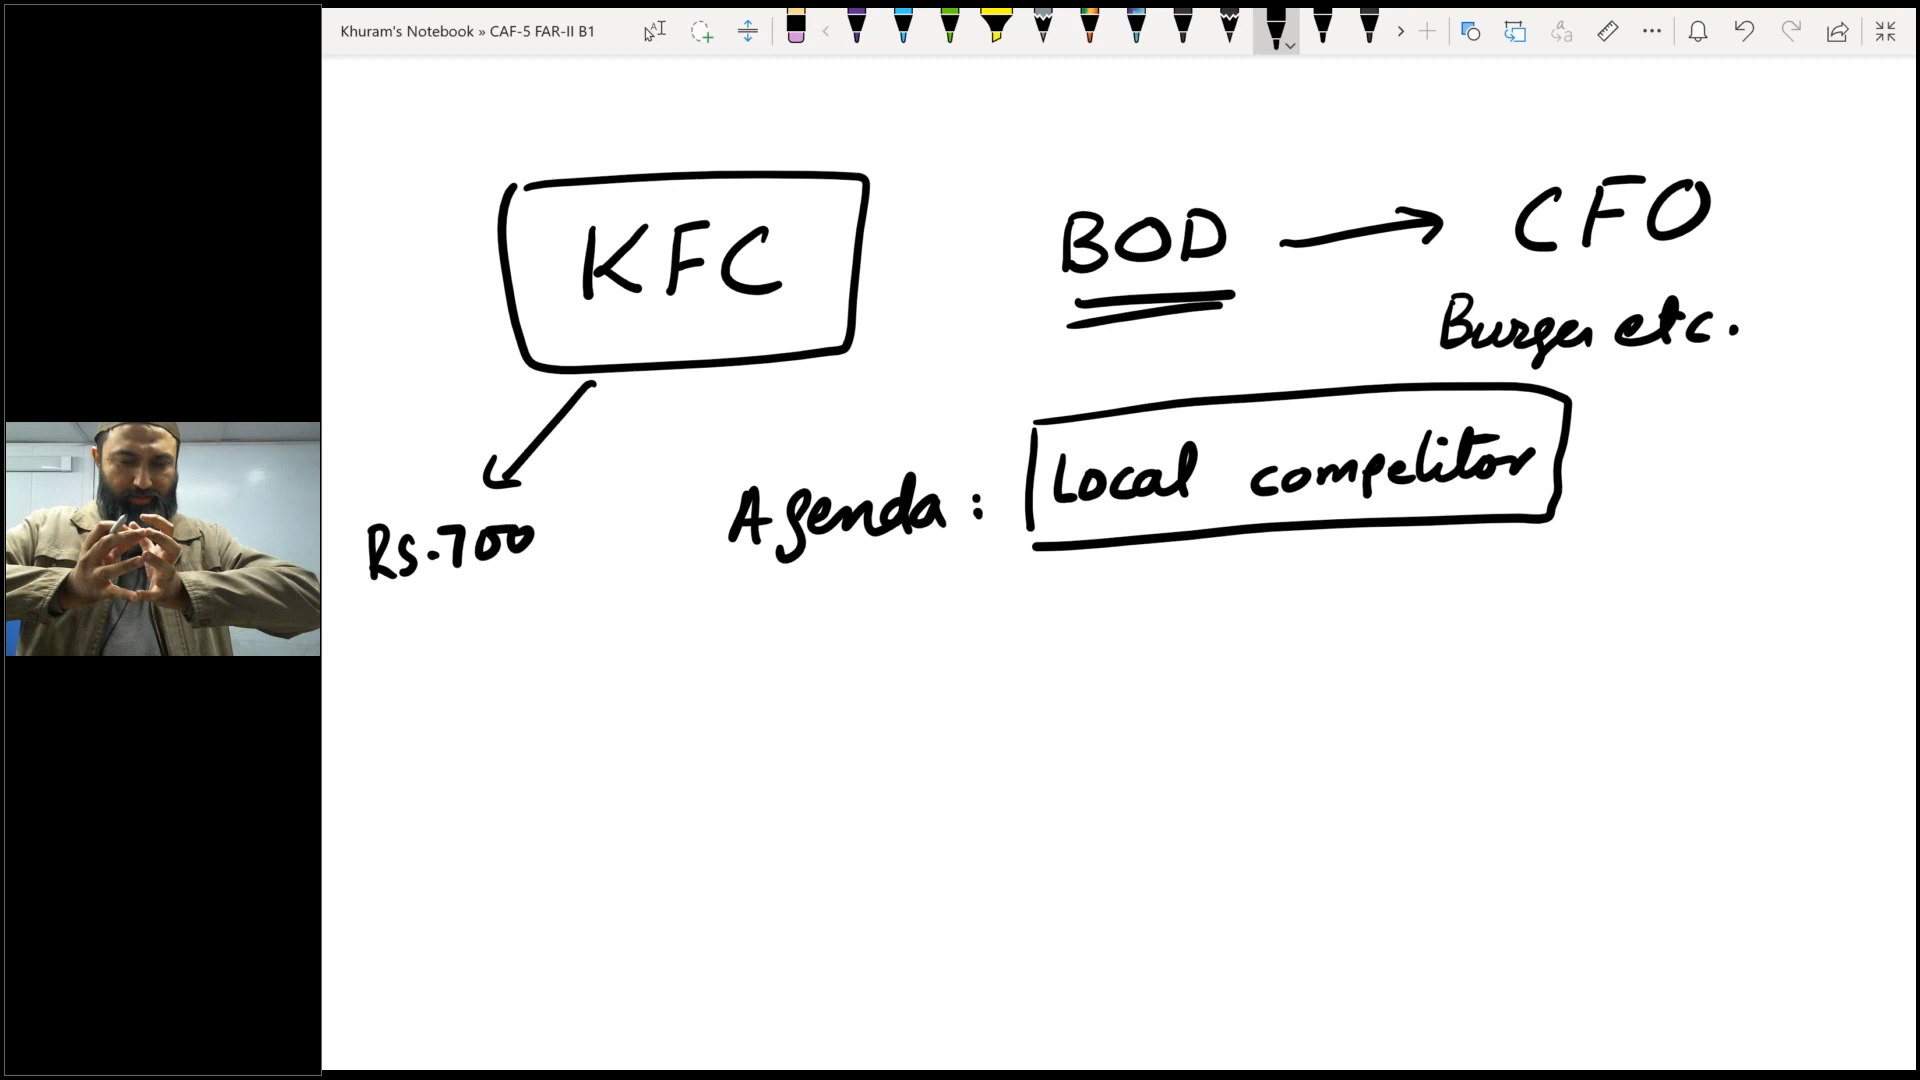 Khuram's Notebook » CAF-5 FAR-II B1
KFC
BOD → CFO
Burger etc.
Agenda : Local competitor
Rs.700